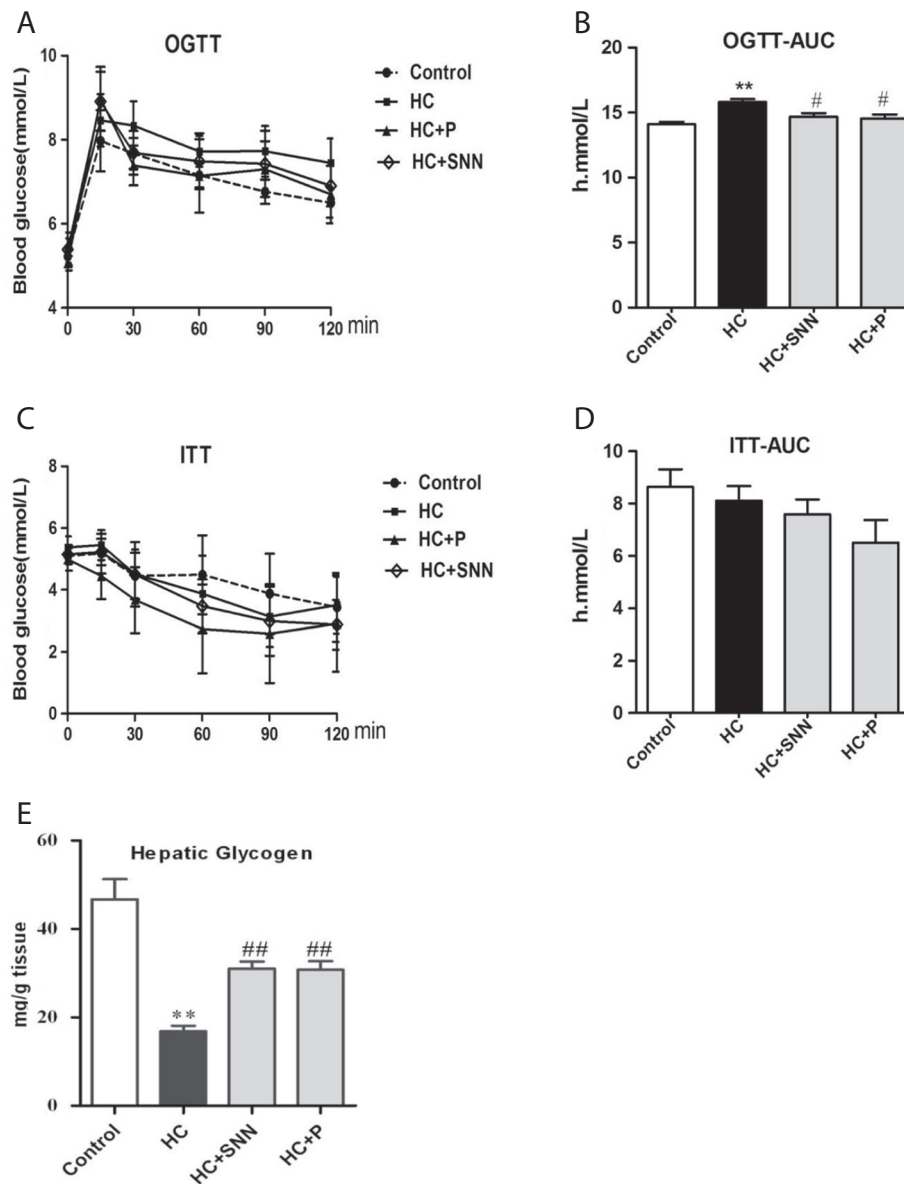 A
OGTT
Blood glucose(mmol/L)
10
8
6
4
0
30
60
90
120 min
Control
HC
HC+P
HC+SNN
B
OGTT-AUC
h.mmol/L
20
15
10
5
0
**
#
#
Control
HC
HC+SNN
HC+P
C
ITT
Blood glucose(mmol/L)
8
6
4
2
0
0
30
60
90
120 min
Control
HC
HC+P
HC+SNN
D
ITT-AUC
h.mmol/L
10
8
6
4
2
0
Control
HC
HC+SNN
HC+P
E
Hepatic Glycogen
mg/g tissue
60
40
20
0
**
##
##
Control
HC
HC+SNN
HC+P